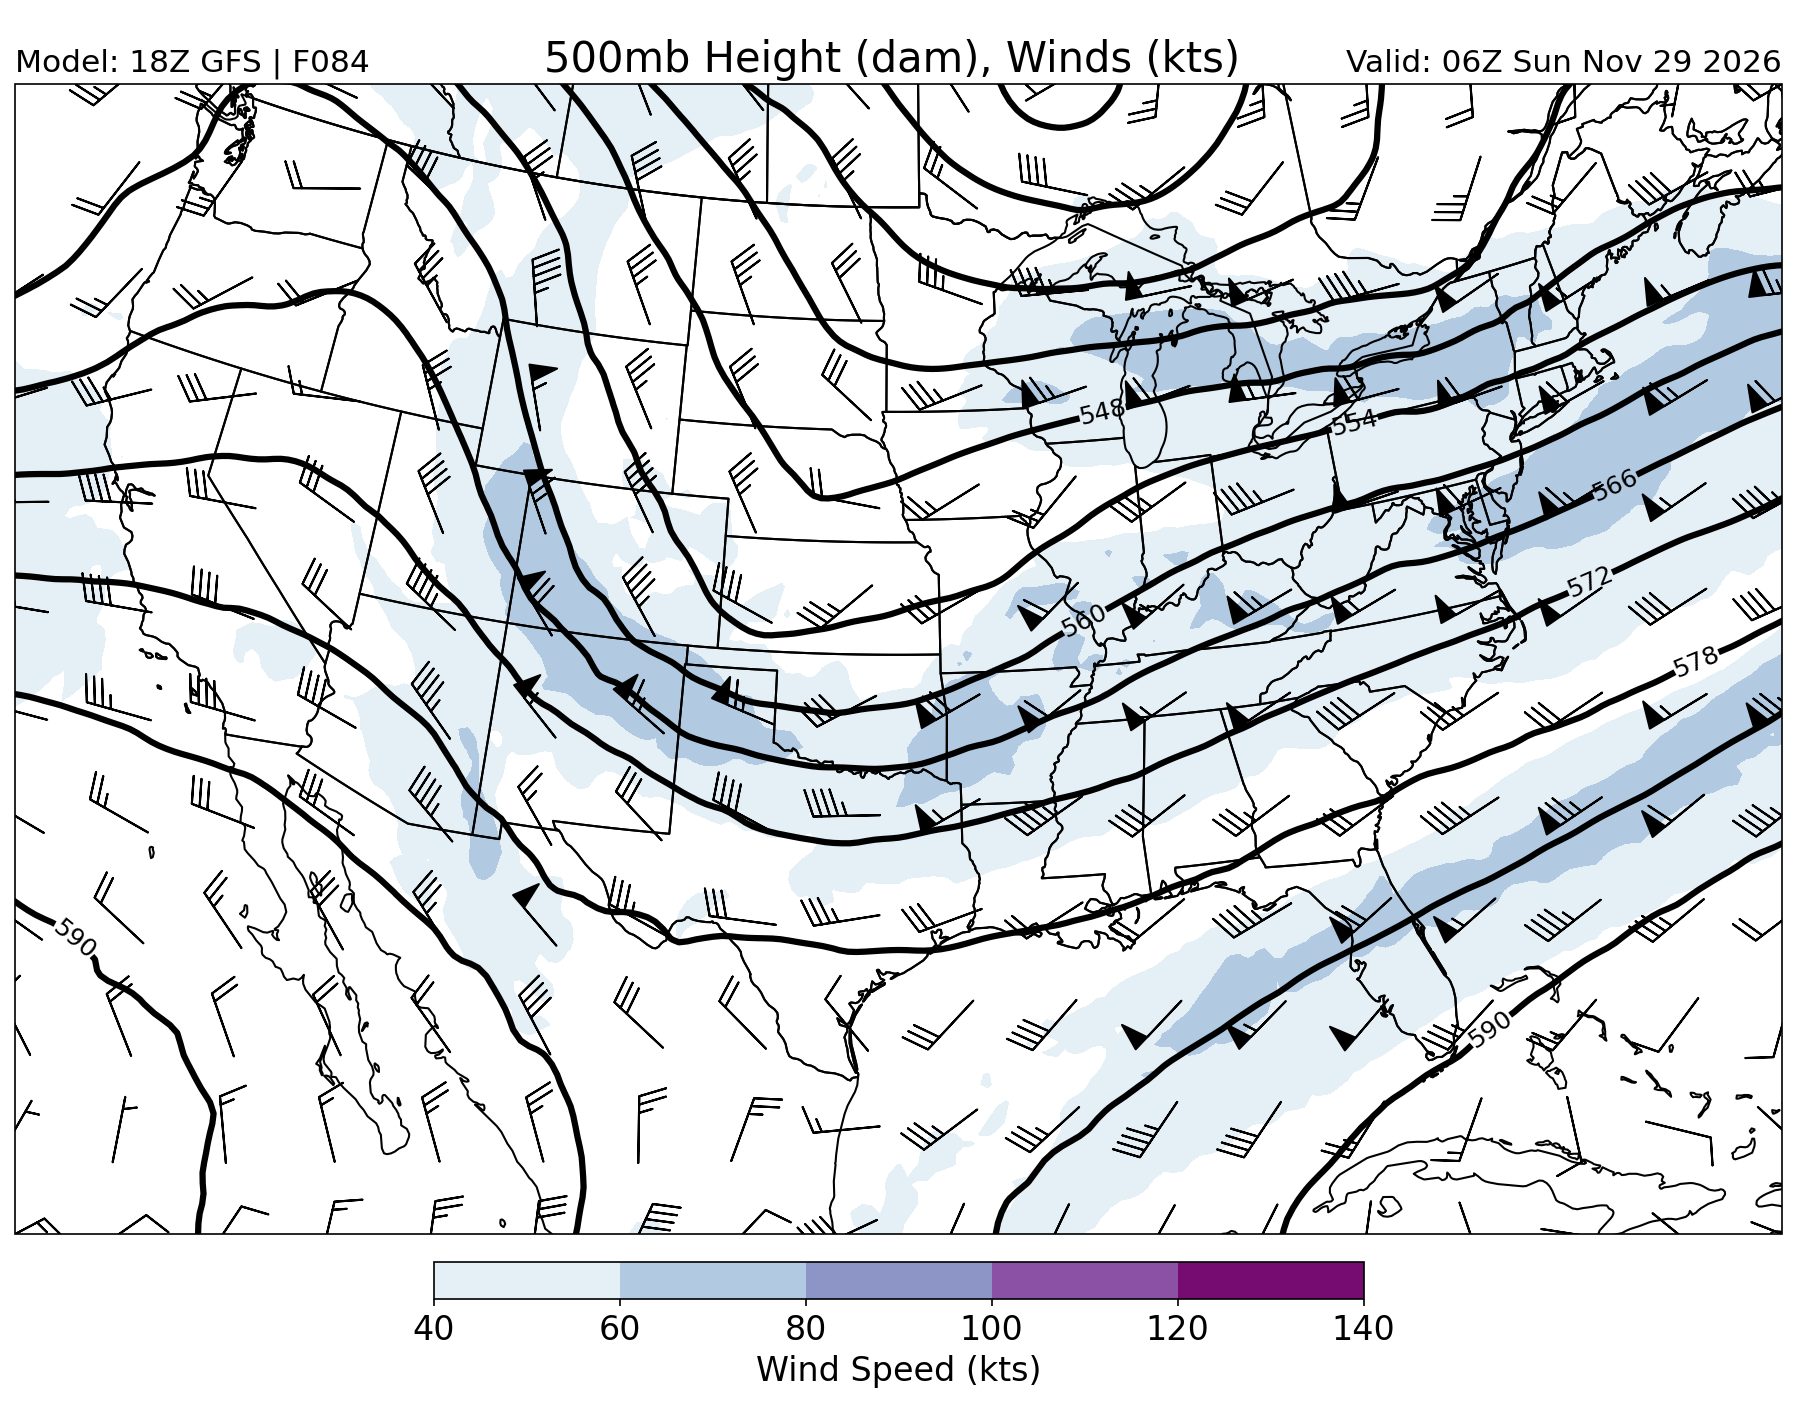 Model: 18Z GFS | F084
500mb Height (dam), Winds (kts)
Valid: 06Z Sun Nov 29 2026
548
554
566
572
560
578
590
590
40 60 80 100 120 140
Wind Speed (kts)